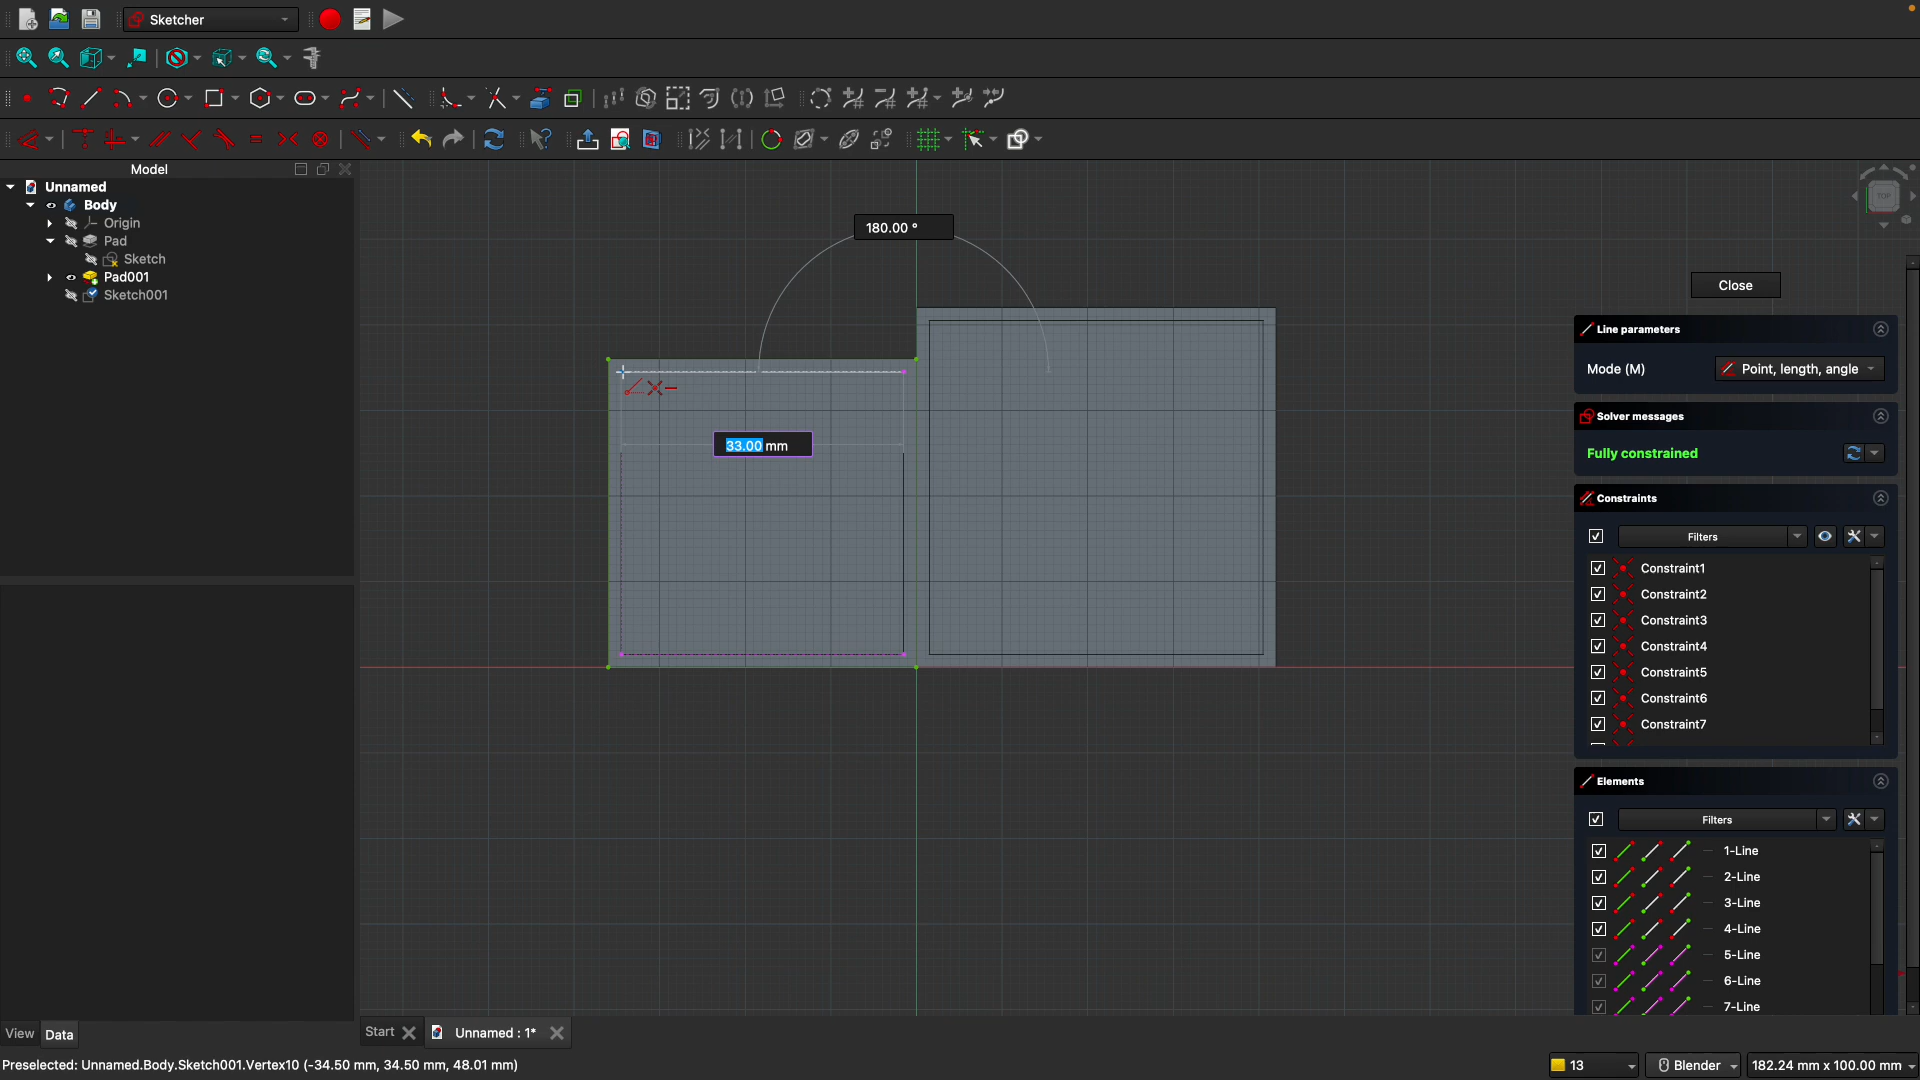 Sketcher
Model
Unnamed
Body
Origin
Pad
Sketch
Pad001
Sketch001
180.00 °
33.00 mm
TOP
Close
Line parameters
Mode (M)
Point, length, angle
Solver messages
Fully constrained
Constraints
Filters
Constraint1
Constraint2
Constraint3
Constraint4
Constraint5
Constraint6
Constraint7
Elements
Filters
1-Line
2-Line
3-Line
4-Line
5-Line
6-Line
7-Line
View
Data
Start
Unnamed : 1*
Preselected: Unnamed.Body.Sketch001.Vertex10 (-34.50 mm, 34.50 mm, 48.01 mm)
13
Blender
182.24 mm x 100.00 mm